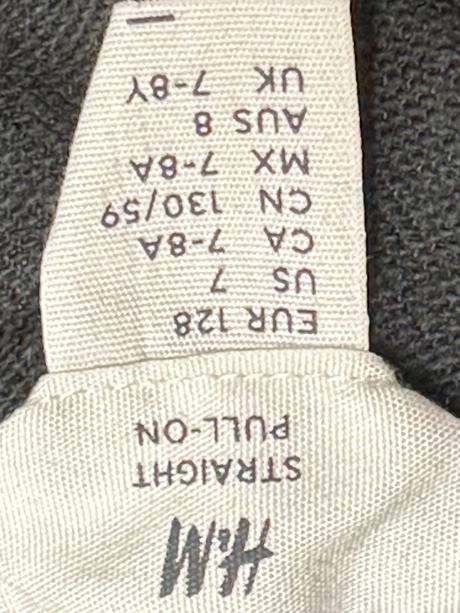 H&M
STRAIGHT
PULL-ON
EUR 128
US 7
CA 7-8A
CN 130/59
MX 7-8A
AUS 8
UK 7-8Y